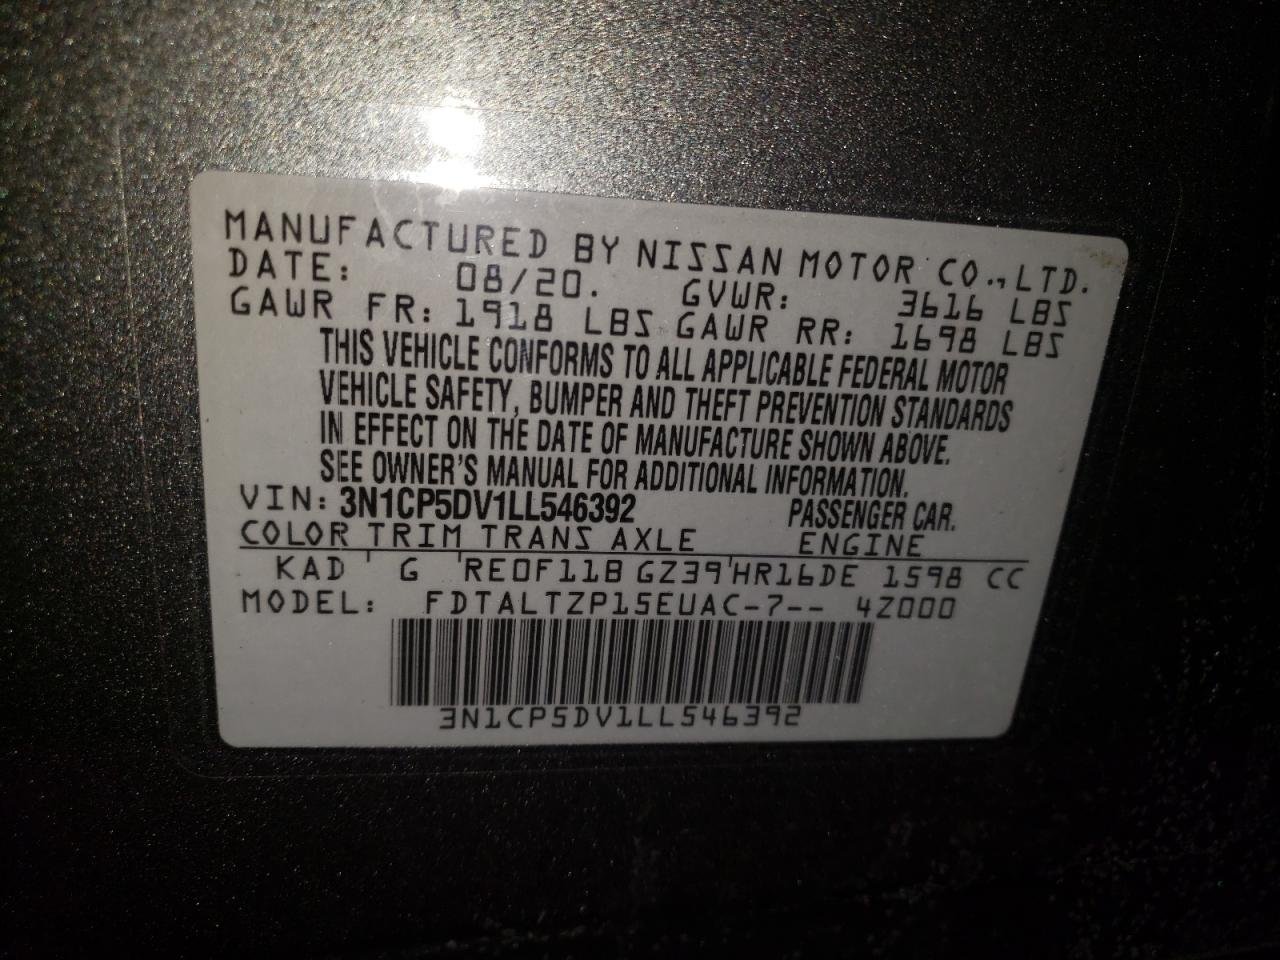 MANUFACTURED BY NISSAN MOTOR CO., LTD.
DATE: 08/20. GVWR: 3616 LBS
GAWR FR: 1918 LBS GAWR RR: 1698 LBS
THIS VEHICLE CONFORMS TO ALL APPLICABLE FEDERAL MOTOR
VEHICLE SAFETY, BUMPER AND THEFT PREVENTION STANDARDS
IN EFFECT ON THE DATE OF MANUFACTURE SHOWN ABOVE.
SEE OWNER'S MANUAL FOR ADDITIONAL INFORMATION.
VIN: 3N1CP5DV1LL546392 PASSENGER CAR.
COLOR TRIM TRANS AXLE ENGINE
KAD G RE0F11B GZ39 HR16DE 1598 CC
MODEL: FDTALTZP15EUAC-7-- 4Z000
3N1CP5DV1LL546392